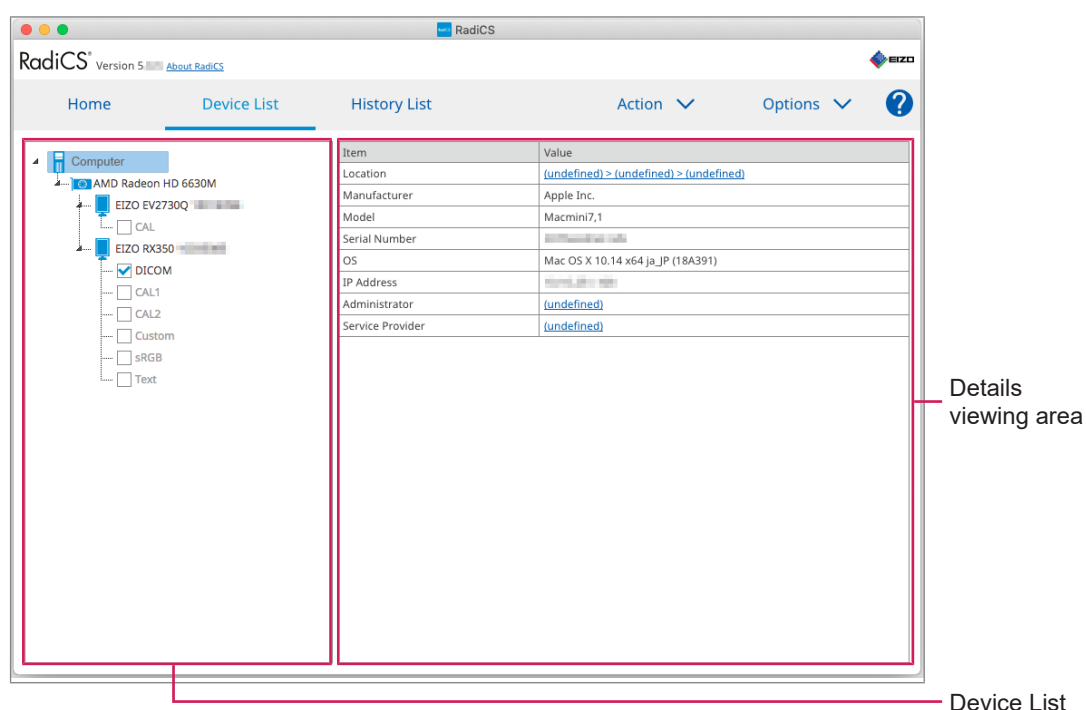 RadiCS
RadiCS® Version 5. About RadiCS
EIZO
Home Device List History List Action Options ?
Computer
AMD Radeon HD 6630M
EIZO EV2730Q
CAL
EIZO RX350
DICOM
CAL1
CAL2
Custom
sRGB
Text
Item Value
Location (undefined) > (undefined) > (undefined)
Manufacturer Apple Inc.
Model Macmini7,1
Serial Number
OS Mac OS X 10.14 x64 ja_JP (18A391)
IP Address
Administrator (undefined)
Service Provider (undefined)
Details
viewing area
Device List